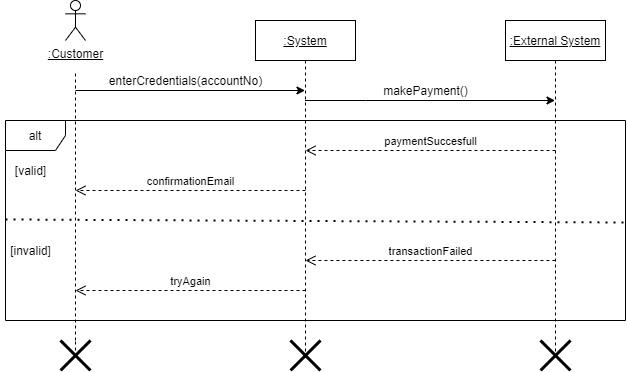 :Customer
:System
:External System
enterCredentials(accountNo)
makePayment()
alt
paymentSuccesfull
[valid]
confirmationEmail
[invalid]
transactionFailed
tryAgain